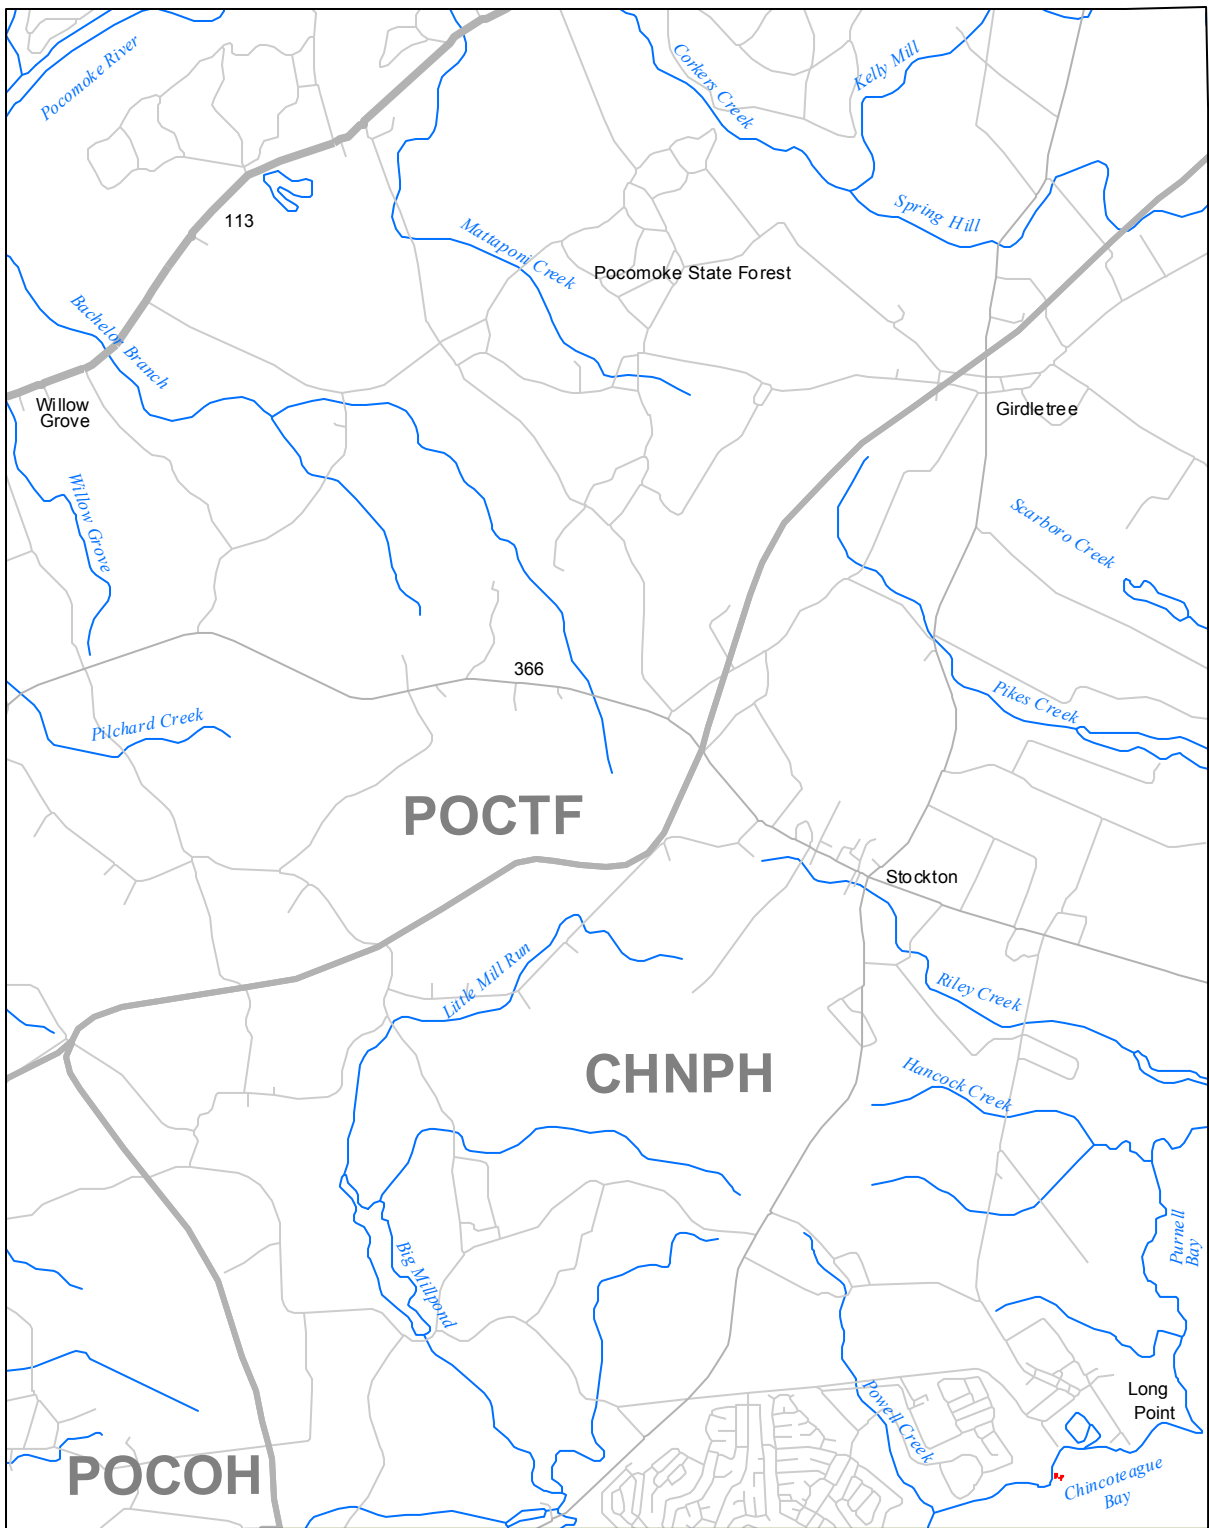 Pocomoke River
Corkers Creek
Kelly Mill
113
Spring Hill
Mattaponi Creek
Pocomoke State Forest
Bachelor Branch
Willow
Grove
Girdletree
Willow Grove
Scarboro Creek
366
Pikes Creek
Pilchard Creek
POCTF
Stockton
Little Mill Run
Riley Creek
CHNPH
Hancock Creek
Purnell
Bay
Big Millpond
Long
Point
Powell Creek
POCOH
Chincoteague
Bay